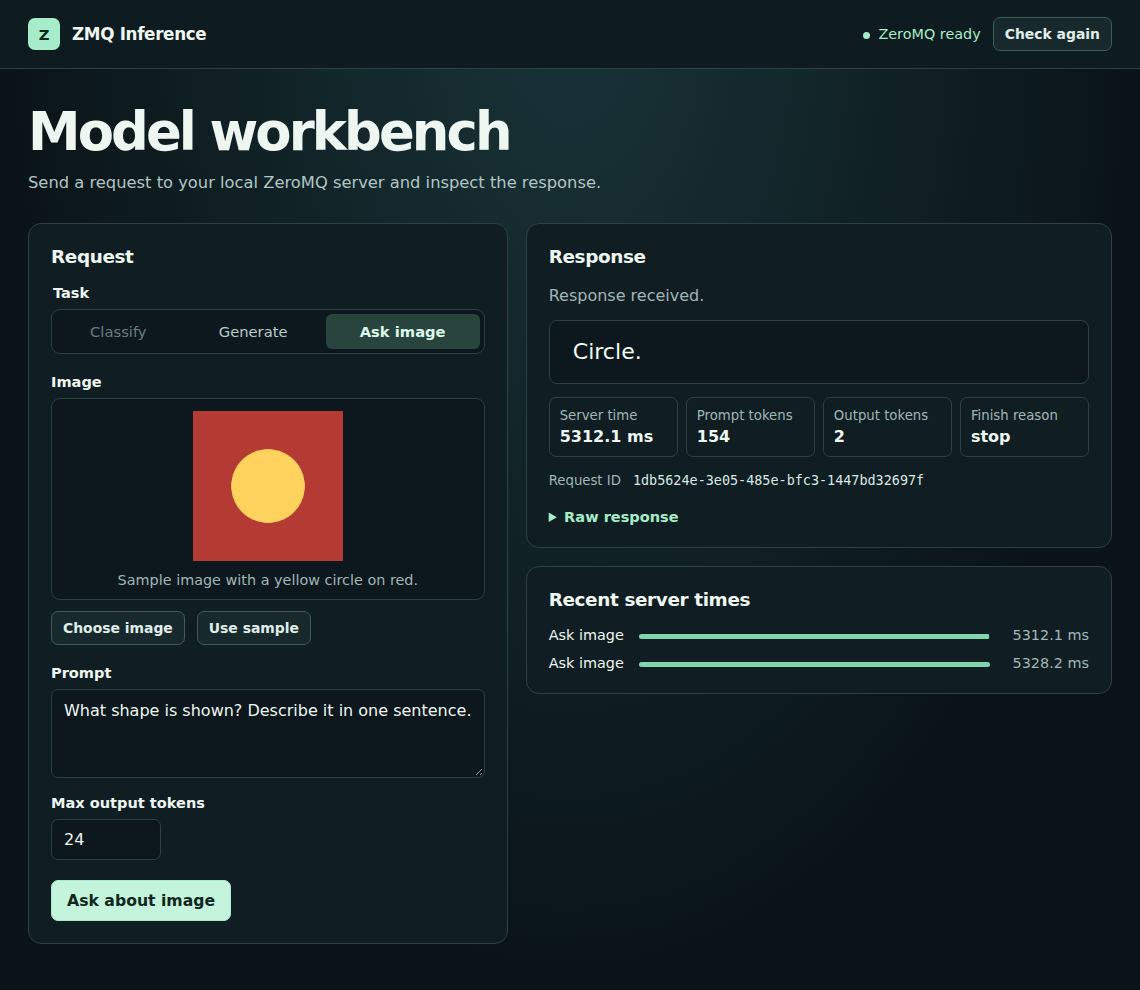 Z ZMQ Inference
ZeroMQ ready
Check again
Model workbench
Send a request to your local ZeroMQ server and inspect the response.
Request
Task
Classify Generate Ask image
Image
Sample image with a yellow circle on red.
Choose image Use sample
Prompt
What shape is shown? Describe it in one sentence.
Max output tokens
24
Ask about image
Response
Response received.
Circle.
Server time Prompt tokens Output tokens Finish reason
5312.1 ms 154 2 stop
Request ID 1db5624e-3e05-485e-bfc3-1447bd32697f
Raw response
Recent server times
Ask image 5312.1 ms
Ask image 5328.2 ms